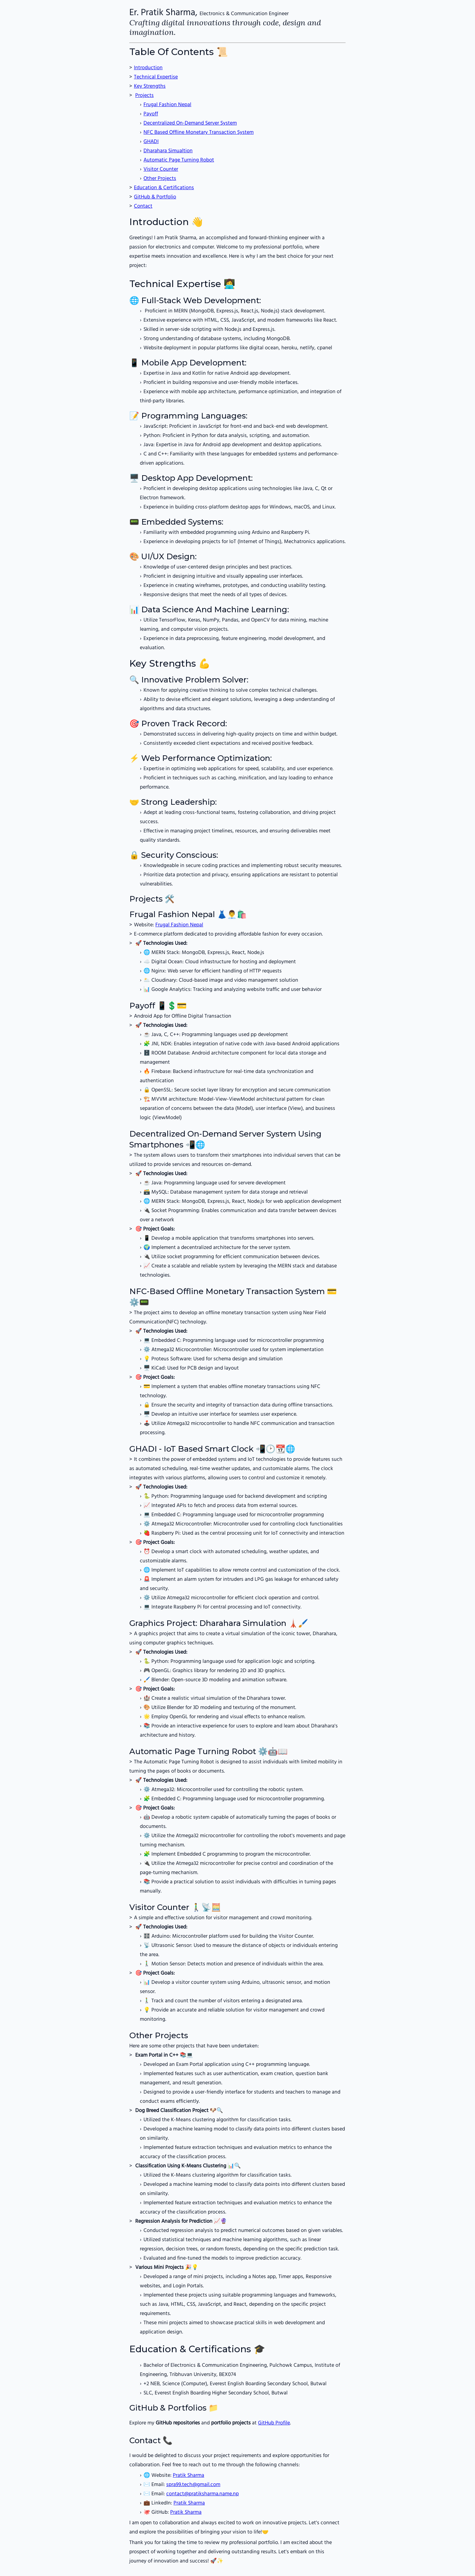 Er. Pratik Sharma, Electronics & Communication Engineer
Crafting digital innovations through code, design and
imagination.
Table Of Contents 📜
> Introduction
> Technical Expertise
> Key Strengths
> Projects
› Frugal Fashion Nepal
› Payoff
› Decentralized On-Demand Server System
› NFC Based Offline Monetary Transaction System
› GHADI
› Dharahara Simualtion
› Automatic Page Turning Robot
› Visitor Counter
› Other Projects
> Education & Certifications
> GitHub & Portfolio
> Contact
Introduction 👋
Greetings! I am Pratik Sharma, an accomplished and forward-thinking engineer with a
passion for electronics and computer. Welcome to my professional portfolio, where
expertise meets innovation and excellence. Here is why I am the best choice for your next
project:
Technical Expertise 👩‍💻
🌐 Full-Stack Web Development:
› Proficient in MERN (MongoDB, Express.js, React.js, Node.js) stack development.
› Extensive experience with HTML, CSS, JavaScript, and modern frameworks like React.
› Skilled in server-side scripting with Node.js and Express.js.
› Strong understanding of database systems, including MongoDB.
› Website deployment in popular platforms like digital ocean, heroku, netlify, cpanel
📱 Mobile App Development:
› Expertise in Java and Kotlin for native Android app development.
› Proficient in building responsive and user-friendly mobile interfaces.
› Experience with mobile app architecture, performance optimization, and integration of
third-party libraries.
📝 Programming Languages:
› JavaScript: Proficient in JavaScript for front-end and back-end web development.
› Python: Proficient in Python for data analysis, scripting, and automation.
› Java: Expertise in Java for Android app development and desktop applications.
› C and C++: Familiarity with these languages for embedded systems and performance-
driven applications.
🖥️ Desktop App Development:
› Proficient in developing desktop applications using technologies like Java, C, Qt or
Electron framework.
› Experience in building cross-platform desktop apps for Windows, macOS, and Linux.
📟 Embedded Systems:
› Familiarity with embedded programming using Arduino and Raspberry Pi.
› Experience in developing projects for IoT (Internet of Things), Mechatronics applications.
🎨 UI/UX Design:
› Knowledge of user-centered design principles and best practices.
› Proficient in designing intuitive and visually appealing user interfaces.
› Experience in creating wireframes, prototypes, and conducting usability testing.
› Responsive designs that meet the needs of all types of devices.
📊 Data Science And Machine Learning:
› Utilize TensorFlow, Keras, NumPy, Pandas, and OpenCV for data mining, machine
learning, and computer vision projects.
› Experience in data preprocessing, feature engineering, model development, and
evaluation.
Key Strengths 💪
🔍 Innovative Problem Solver:
› Known for applying creative thinking to solve complex technical challenges.
› Ability to devise efficient and elegant solutions, leveraging a deep understanding of
algorithms and data structures.
🎯 Proven Track Record:
› Demonstrated success in delivering high-quality projects on time and within budget.
› Consistently exceeded client expectations and received positive feedback.
⚡ Web Performance Optimization:
› Expertise in optimizing web applications for speed, scalability, and user experience.
› Proficient in techniques such as caching, minification, and lazy loading to enhance
performance.
🤝 Strong Leadership:
› Adept at leading cross-functional teams, fostering collaboration, and driving project
success.
› Effective in managing project timelines, resources, and ensuring deliverables meet
quality standards.
🔒 Security Conscious:
› Knowledgeable in secure coding practices and implementing robust security measures.
› Prioritize data protection and privacy, ensuring applications are resistant to potential
vulnerabilities.
Projects 🛠️
Frugal Fashion Nepal 👗👨‍💼🛍️
> Website: Frugal Fashion Nepal
> E-commerce platform dedicated to providing affordable fashion for every occasion.
> 🚀 Technologies Used:
› 🌐 MERN Stack: MongoDB, Express.js, React, Node.js
› ☁️ Digital Ocean: Cloud infrastructure for hosting and deployment
› 🌐 Nginx: Web server for efficient handling of HTTP requests
› ☁️ Cloudinary: Cloud-based image and video management solution
› 📊 Google Analytics: Tracking and analyzing website traffic and user behavior
Payoff 📱💲💳
> Android App for Offline Digital Transaction
> 🚀 Technologies Used:
› ☕ Java, C, C++: Programming languages used pp development
› 🧩 JNI, NDK: Enables integration of native code with Java-based Android applications
› 🗄️ ROOM Database: Android architecture component for local data storage and
management
› 🔥 Firebase: Backend infrastructure for real-time data synchronization and
authentication
› 🔒 OpenSSL: Secure socket layer library for encryption and secure communication
› 🏗️ MVVM architecture: Model-View-ViewModel architectural pattern for clean
separation of concerns between the data (Model), user interface (View), and business
logic (ViewModel)
Decentralized On-Demand Server System Using
Smartphones 📲🌐
> The system allows users to transform their smartphones into individual servers that can be
utilized to provide services and resources on-demand.
> 🚀 Technologies Used:
› ☕ Java: Programming language used for servere development
› 🗃️ MySQL: Database management system for data storage and retrieval
› 🌐 MERN Stack: MongoDB, Express.js, React, Node.js for web application development
› 🔌 Socket Programming: Enables communication and data transfer between devices
over a network
> 🎯 Project Goals:
› 📱 Develop a mobile application that transforms smartphones into servers.
› 🌍 Implement a decentralized architecture for the server system.
› 🔌 Utilize socket programming for efficient communication between devices.
› 📈 Create a scalable and reliable system by leveraging the MERN stack and database
technologies.
NFC-Based Offline Monetary Transaction System 💳
⚙️📟
> The project aims to develop an offline monetary transaction system using Near Field
Communication(NFC) technology.
> 🚀 Technologies Used:
› 💻 Embedded C: Programming language used for microcontroller programming
› ⚙️ Atmega32 Microcontroller: Microcontroller used for system implementation
› 💡 Proteus Software: Used for schema design and simulation
› 🖥️ KiCad: Used for PCB design and layout
> 🎯 Project Goals:
› 💳 Implement a system that enables offline monetary transactions using NFC
technology.
› 🔒 Ensure the security and integrity of transaction data during offline transactions.
› 🖥️ Develop an intuitive user interface for seamless user experience.
› 🕹️ Utilize Atmega32 microcontroller to handle NFC communication and transaction
processing.
GHADI - IoT Based Smart Clock 📲🕑📆🌐
> It combines the power of embedded systems and IoT technologies to provide features such
as automated scheduling, real-time weather updates, and customizable alarms. The clock
integrates with various platforms, allowing users to control and customize it remotely.
> 🚀 Technologies Used:
› 🐍 Python: Programming language used for backend development and scripting
› 📈 Integrated APIs to fetch and process data from external sources.
› 💻 Embedded C: Programming language used for microcontroller programming
› ⚙️ Atmega32 Microcontroller: Microcontroller used for controlling clock functionalities
› 🍓 Raspberry Pi: Used as the central processing unit for IoT connectivity and interaction
> 🎯 Project Goals:
› ⏰ Develop a smart clock with automated scheduling, weather updates, and
customizable alarms.
› 🌐 Implement IoT capabilities to allow remote control and customization of the clock.
› 🚨 Implement an alarm system for intruders and LPG gas leakage for enhanced safety
and security.
› ⚙️ Utilize Atmega32 microcontroller for efficient clock operation and control.
› 💻 Integrate Raspberry Pi for central processing and IoT connectivity.
Graphics Project: Dharahara Simulation 🗼🖌️
> A graphics project that aims to create a virtual simulation of the iconic tower, Dharahara,
using computer graphics techniques.
> 🚀 Technologies Used:
› 🐍 Python: Programming language used for application logic and scripting.
› 🎮 OpenGL: Graphics library for rendering 2D and 3D graphics.
› 🖌️ Blender: Open-source 3D modeling and animation software.
> 🎯 Project Goals:
› 🏰 Create a realistic virtual simulation of the Dharahara tower.
› 🎨 Utilize Blender for 3D modeling and texturing of the monument.
› 🌟 Employ OpenGL for rendering and visual effects to enhance realism.
› 📚 Provide an interactive experience for users to explore and learn about Dharahara's
architecture and history.
Automatic Page Turning Robot ⚙️🤖📖
> The Automatic Page Turning Robot is designed to assist individuals with limited mobility in
turning the pages of books or documents.
> 🚀 Technologies Used:
› ⚙️ Atmega32: Microcontroller used for controlling the robotic system.
› 🧩 Embedded C: Programming language used for microcontroller programming.
> 🎯 Project Goals:
› 🤖 Develop a robotic system capable of automatically turning the pages of books or
documents.
› ⚙️ Utilize the Atmega32 microcontroller for controlling the robot's movements and page
turning mechanism.
› 🧩 Implement Embedded C programming to program the microcontroller.
› 🔌 Utilize the Atmega32 microcontroller for precise control and coordination of the
page-turning mechanism.
› 📚 Provide a practical solution to assist individuals with difficulties in turning pages
manually.
Visitor Counter 🚶📡🧮
> A simple and effective solution for visitor management and crowd monitoring.
> 🚀 Technologies Used:
› 🎛️ Arduino: Microcontroller platform used for building the Visitor Counter.
› 📡 Ultrasonic Sensor: Used to measure the distance of objects or individuals entering
the area.
› 🚶 Motion Sensor: Detects motion and presence of individuals within the area.
> 🎯 Project Goals:
› 📊 Develop a visitor counter system using Arduino, ultrasonic sensor, and motion
sensor.
› 🚶 Track and count the number of visitors entering a designated area.
› 💡 Provide an accurate and reliable solution for visitor management and crowd
monitoring.
Other Projects
Here are some other projects that have been undertaken:
> Exam Portal in C++ 📚💻
› Developed an Exam Portal application using C++ programming language.
› Implemented features such as user authentication, exam creation, question bank
management, and result generation.
› Designed to provide a user-friendly interface for students and teachers to manage and
conduct exams efficiently.
> Dog Breed Classification Project 🐶🔍
› Utilized the K-Means clustering algorithm for classification tasks.
› Developed a machine learning model to classify data points into different clusters based
on similarity.
› Implemented feature extraction techniques and evaluation metrics to enhance the
accuracy of the classification process.
> Classification Using K-Means Clustering 📊🔍
› Utilized the K-Means clustering algorithm for classification tasks.
› Developed a machine learning model to classify data points into different clusters based
on similarity.
› Implemented feature extraction techniques and evaluation metrics to enhance the
accuracy of the classification process.
> Regression Analysis for Prediction 📈🔮
› Conducted regression analysis to predict numerical outcomes based on given variables.
› Utilized statistical techniques and machine learning algorithms, such as linear
regression, decision trees, or random forests, depending on the specific prediction task.
› Evaluated and fine-tuned the models to improve prediction accuracy.
> Various Mini Projects 🎉💡
› Developed a range of mini projects, including a Notes app, Timer apps, Responsive
websites, and Login Portals.
› Implemented these projects using suitable programming languages and frameworks,
such as Java, HTML, CSS, JavaScript, and React, depending on the specific project
requirements.
› These mini projects aimed to showcase practical skills in web development and
application design.
Education & Certifications 🎓
› Bachelor of Electronics & Communication Engineering, Pulchowk Campus, Institute of
Engineering, Tribhuvan University, BEX074
› +2 NEB, Science (Computer), Everest English Boarding Secondary School, Butwal
› SLC, Everest English Boarding Higher Secondary School, Butwal
GitHub & Portfolios 📁
Explore my GitHub repositories and portfolio projects at GitHub Profile.
Contact 📞
I would be delighted to discuss your project requirements and explore opportunities for
collaboration. Feel free to reach out to me through the following channels:
› 🌐 Website: Pratik Sharma
› ✉️ Email: spra99.tech@gmail.com
› ✉️ Email: contact@pratiksharma.name.np
› 💼 LinkedIn: Pratik Sharma
› 🐙 GitHub: Pratik Sharma
I am open to collaboration and always excited to work on innovative projects. Let's connect
and explore the possibilities of bringing your vision to life!🤝
Thank you for taking the time to review my professional portfolio. I am excited about the
prospect of working together and delivering outstanding results. Let's embark on this
journey of innovation and success! 🚀✨